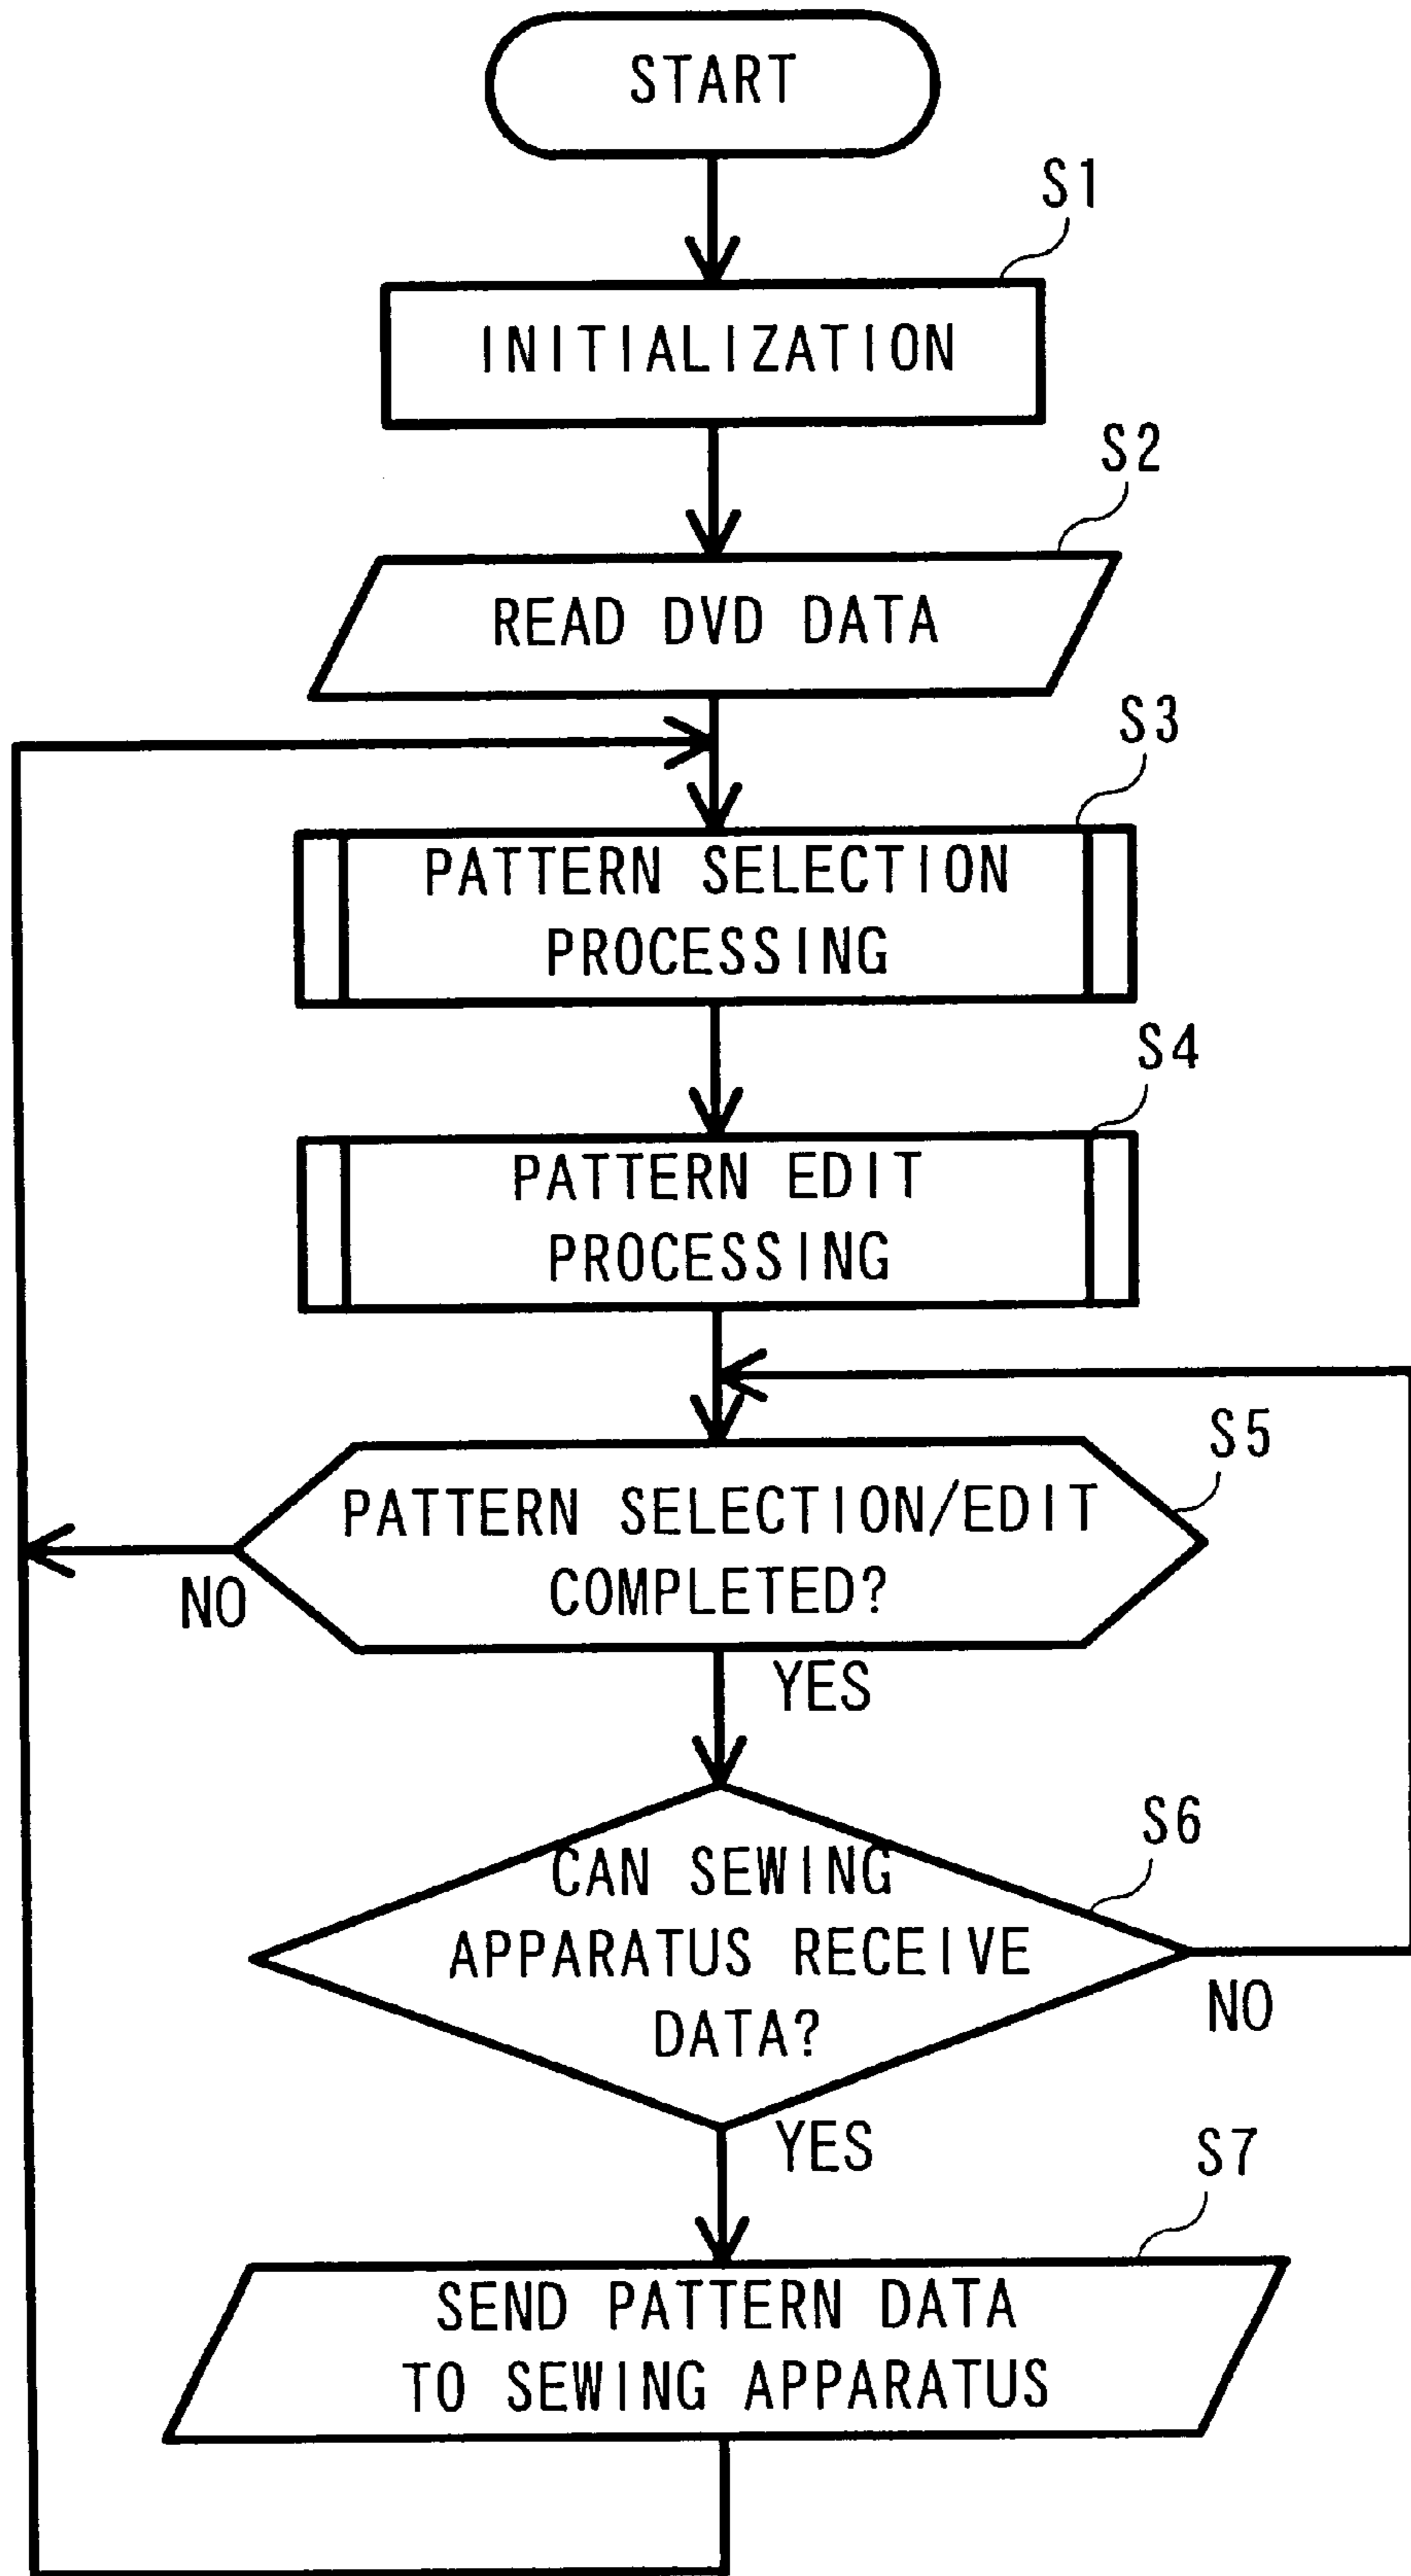 START
S1
INITIALIZATION
S2
READ DVD DATA
S3
PATTERN SELECTION
PROCESSING
S4
PATTERN EDIT
PROCESSING
S5
PATTERN SELECTION/EDIT
COMPLETED?
NO
YES
S6
CAN SEWING
APPARATUS RECEIVE
DATA?
NO
YES
S7
SEND PATTERN DATA
TO SEWING APPARATUS